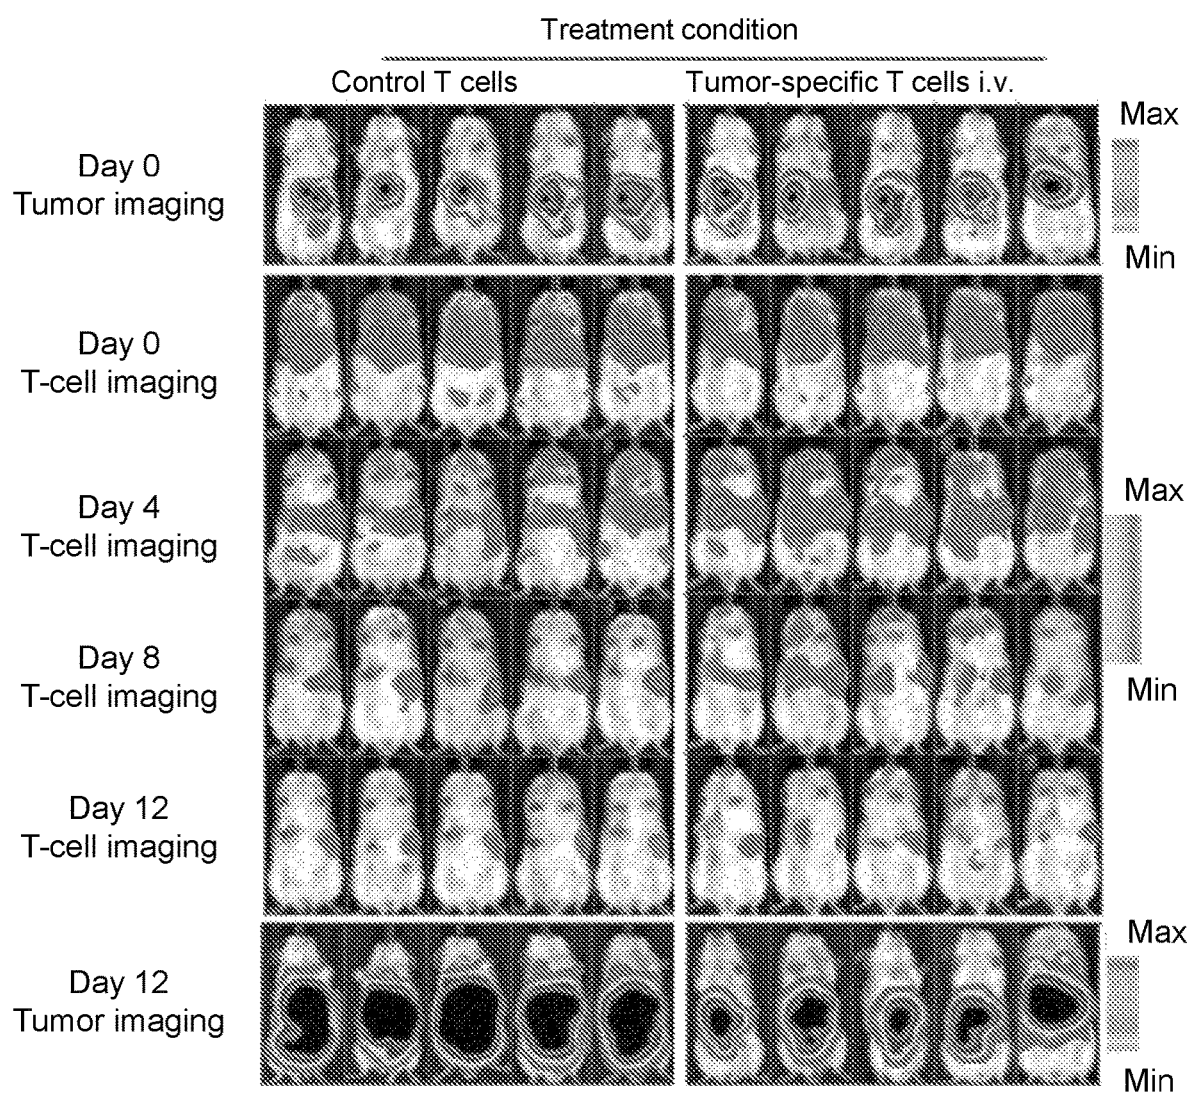 Treatment condition
Control T cells
Tumor-specific T cells i.v.
Max
Day 0
Tumor imaging
Min
Day 0
T-cell imaging
Day 4
T-cell imaging
Max
Day 8
T-cell imaging
Min
Day 12
T-cell imaging
Max
Day 12
Tumor imaging
Min